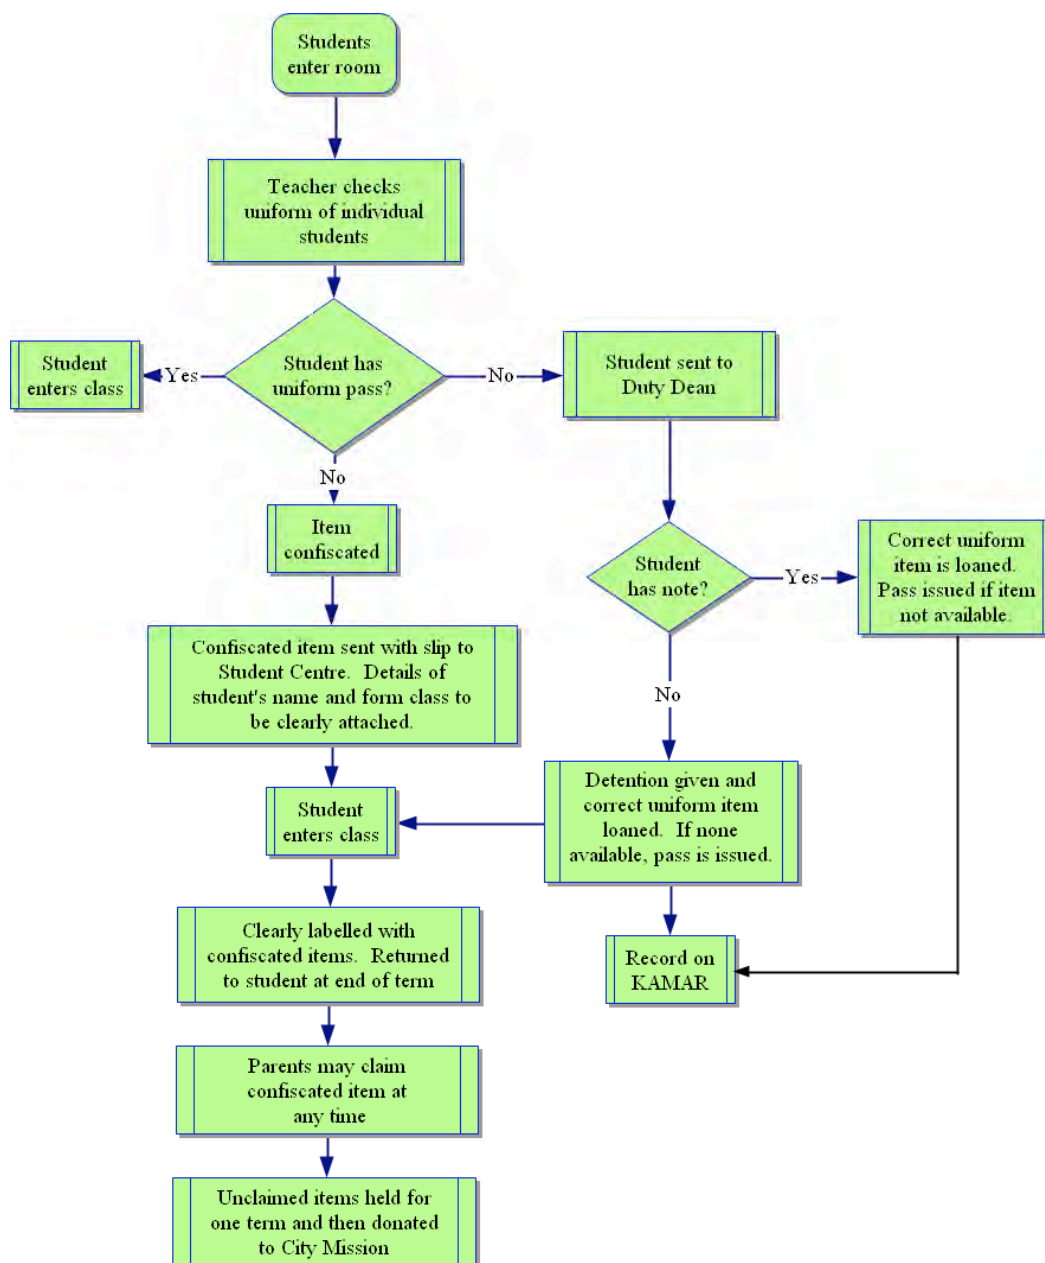 Students
enter room
Teacher checks
uniform of individual
students
Student
enters class
Yes
Student has
uniform pass?
No
Student sent to
Duty Dean
No
Item
confiscated
Student
has note?
Yes
Correct uniform
item is loaned.
Pass issued if item
not available.
Confiscated item sent with slip to
Student Centre. Details of
student's name and form class to
be clearly attached.
No
Student
enters class
Detention given and
correct uniform item
loaned. If none
available, pass is issued.
Clearly labelled with
confiscated items. Returned
to student at end of term
Record on
KAMAR
Parents may claim
confiscated item at
any time
Unclaimed items held for
one term and then donated
to City Mission